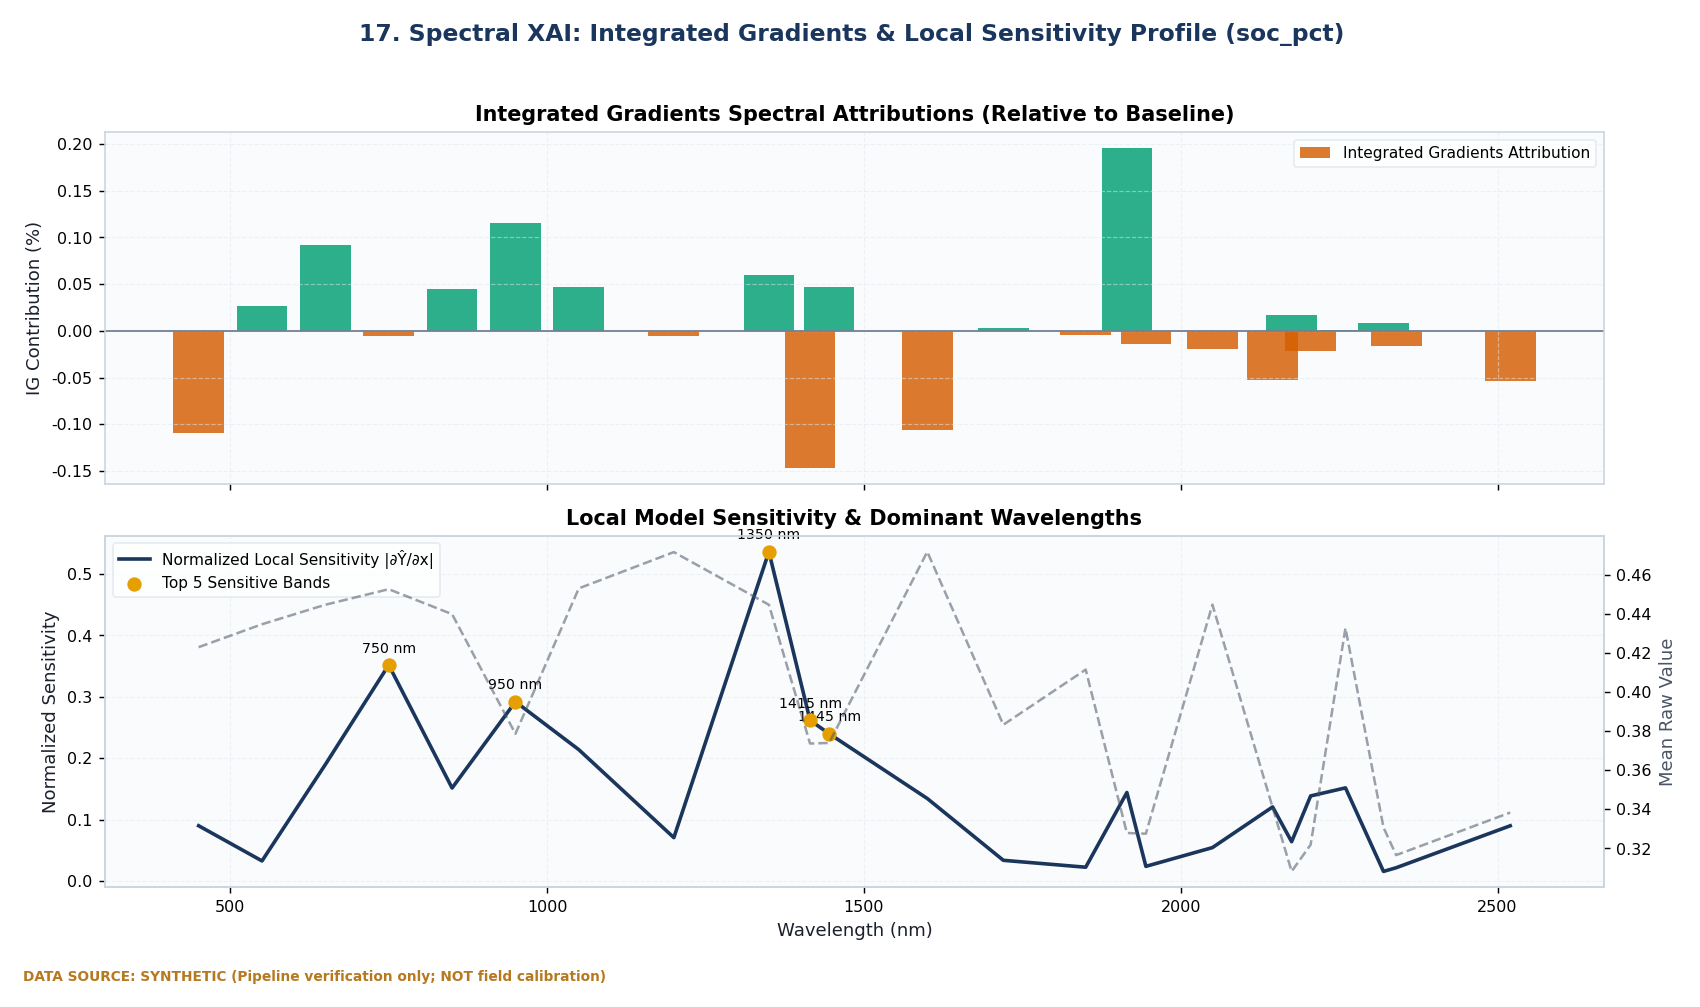 17. Spectral XAI: Integrated Gradients & Local Sensitivity Profile (soc_pct)
Integrated Gradients Spectral Attributions (Relative to Baseline)
IG Contribution (%)
0.20
0.15
0.10
0.05
0.00
-0.05
-0.10
-0.15
Integrated Gradients Attribution
Local Model Sensitivity & Dominant Wavelengths
Normalized Sensitivity
0.5
0.4
0.3
0.2
0.1
0.0
Normalized Local Sensitivity |∂Ŷ/∂x|
Top 5 Sensitive Bands
750 nm
950 nm
1350 nm
1415 nm
1445 nm
0.46
0.44
0.42
0.40
0.38
0.36
0.34
0.32
Mean Raw Value
500
1000
1500
2000
2500
Wavelength (nm)
DATA SOURCE: SYNTHETIC (Pipeline verification only; NOT field calibration)